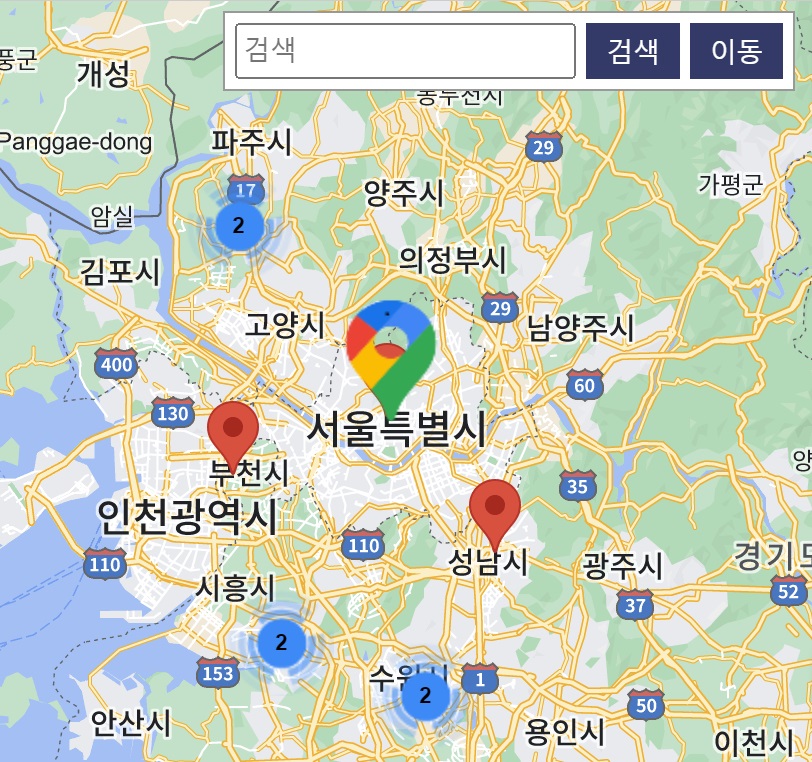 검색 검색 이동
풍군
개성
동두천시
Panggae-dong
파주시
29
17
양주시
가평군
암실
2
김포시
의정부시
29
고양시
남양주시
400
60
130
서울특별시
부천시
35
인천광역시
110
110
성남시
광주시
경기도
52
시흥시
37
2
153
수원시
1
2
50
안산시
용인시
이천시